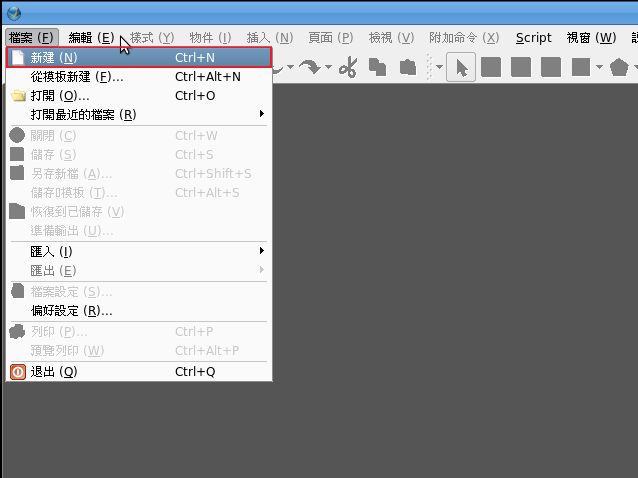 檔案 (F) 編輯 (E) 樣式 (Y) 物件 (I) 插入 (N) 頁面 (P) 檢視 (V) 附加命令 (X) Script 視窗 (W)
新建 (N) Ctrl+N
從模板新建 (F)... Ctrl+Alt+N
打開 (O)... Ctrl+O
打開最近的檔案 (R)
關閉 (C) Ctrl+W
儲存 (S) Ctrl+S
另存新檔 (A)... Ctrl+Shift+S
儲存▯模板 (T)... Ctrl+Alt+S
恢復到已儲存 (V)
準備輸出 (U)...
匯入 (I)
匯出 (E)
檔案設定 (S)...
偏好設定 (R)...
列印 (P)... Ctrl+P
預覽列印 (W) Ctrl+Alt+P
退出 (Q) Ctrl+Q